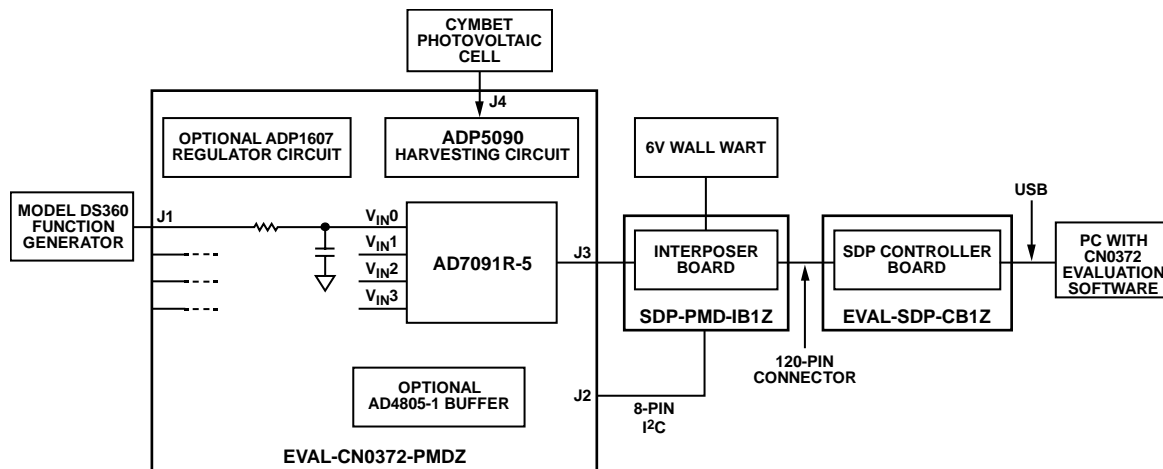 CYMBET
PHOTOVOLTAIC
CELL
J4
OPTIONAL ADP1607
REGULATOR CIRCUIT
ADP5090
HARVESTING CIRCUIT
6V WALL WART
USB
MODEL DS360
FUNCTION
GENERATOR
J1
VIN0
VIN1
VIN2
VIN3
AD7091R-5
J3
INTERPOSER
BOARD
SDP-PMD-IB1Z
SDP CONTROLLER
BOARD
EVAL-SDP-CB1Z
PC WITH
CN0372
EVALUATION
SOFTWARE
120-PIN
CONNECTOR
OPTIONAL
AD4805-1 BUFFER
J2
8-PIN
I2C
EVAL-CN0372-PMDZ